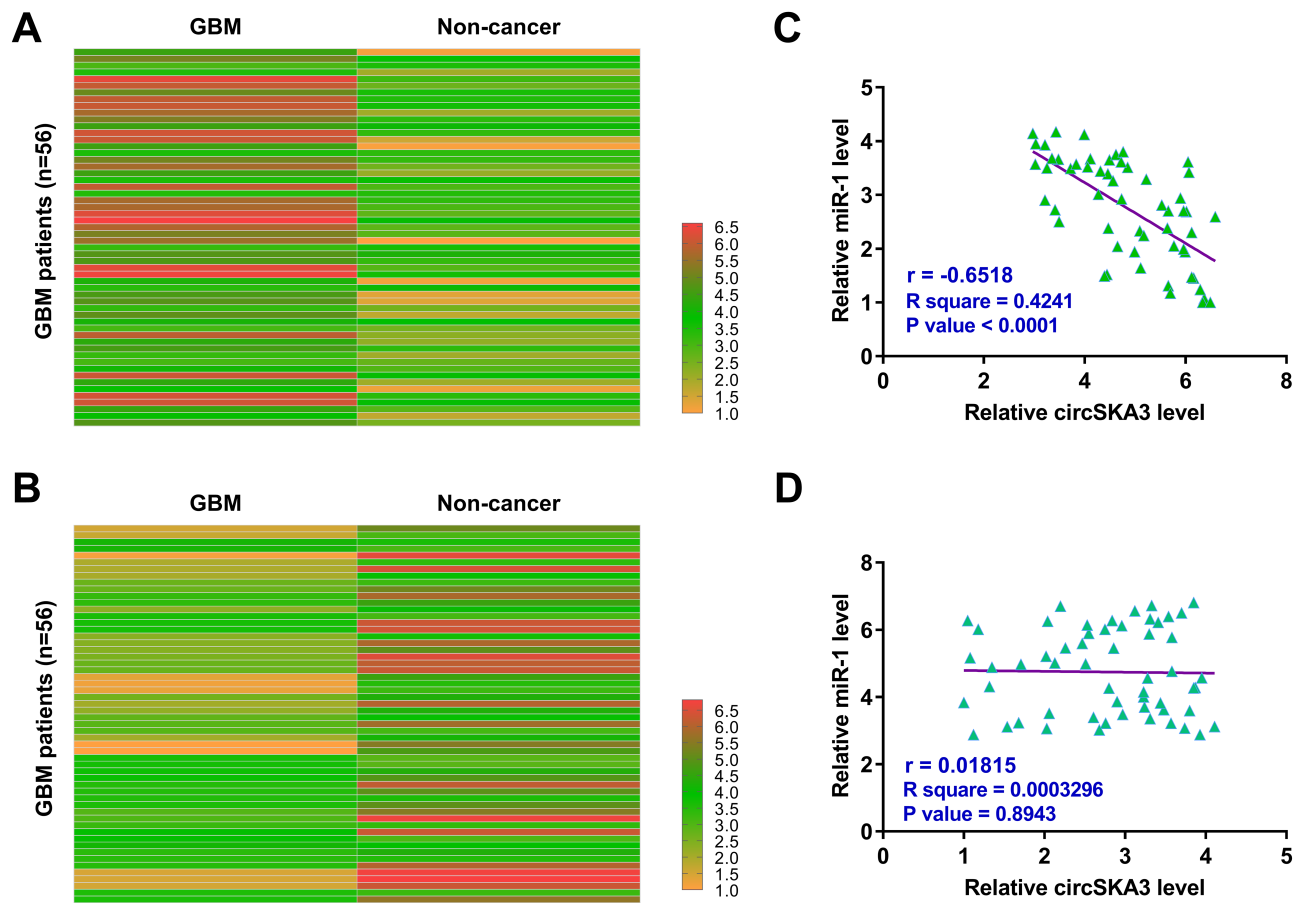 A
GBM
Non-cancer
GBM patients (n=56)
6.5
6.0
5.5
5.0
4.5
4.0
3.5
3.0
2.5
2.0
1.5
1.0
B
GBM
Non-cancer
GBM patients (n=56)
6.5
6.0
5.5
5.0
4.5
4.0
3.5
3.0
2.5
2.0
1.5
1.0
C
Relative miR-1 level
5
4
3
2
1
0
r = -0.6518
R square = 0.4241
P value < 0.0001
0 2 4 6 8
Relative circSKA3 level
D
Relative miR-1 level
8
6
4
2
0
r = 0.01815
R square = 0.0003296
P value = 0.8943
0 1 2 3 4 5
Relative circSKA3 level